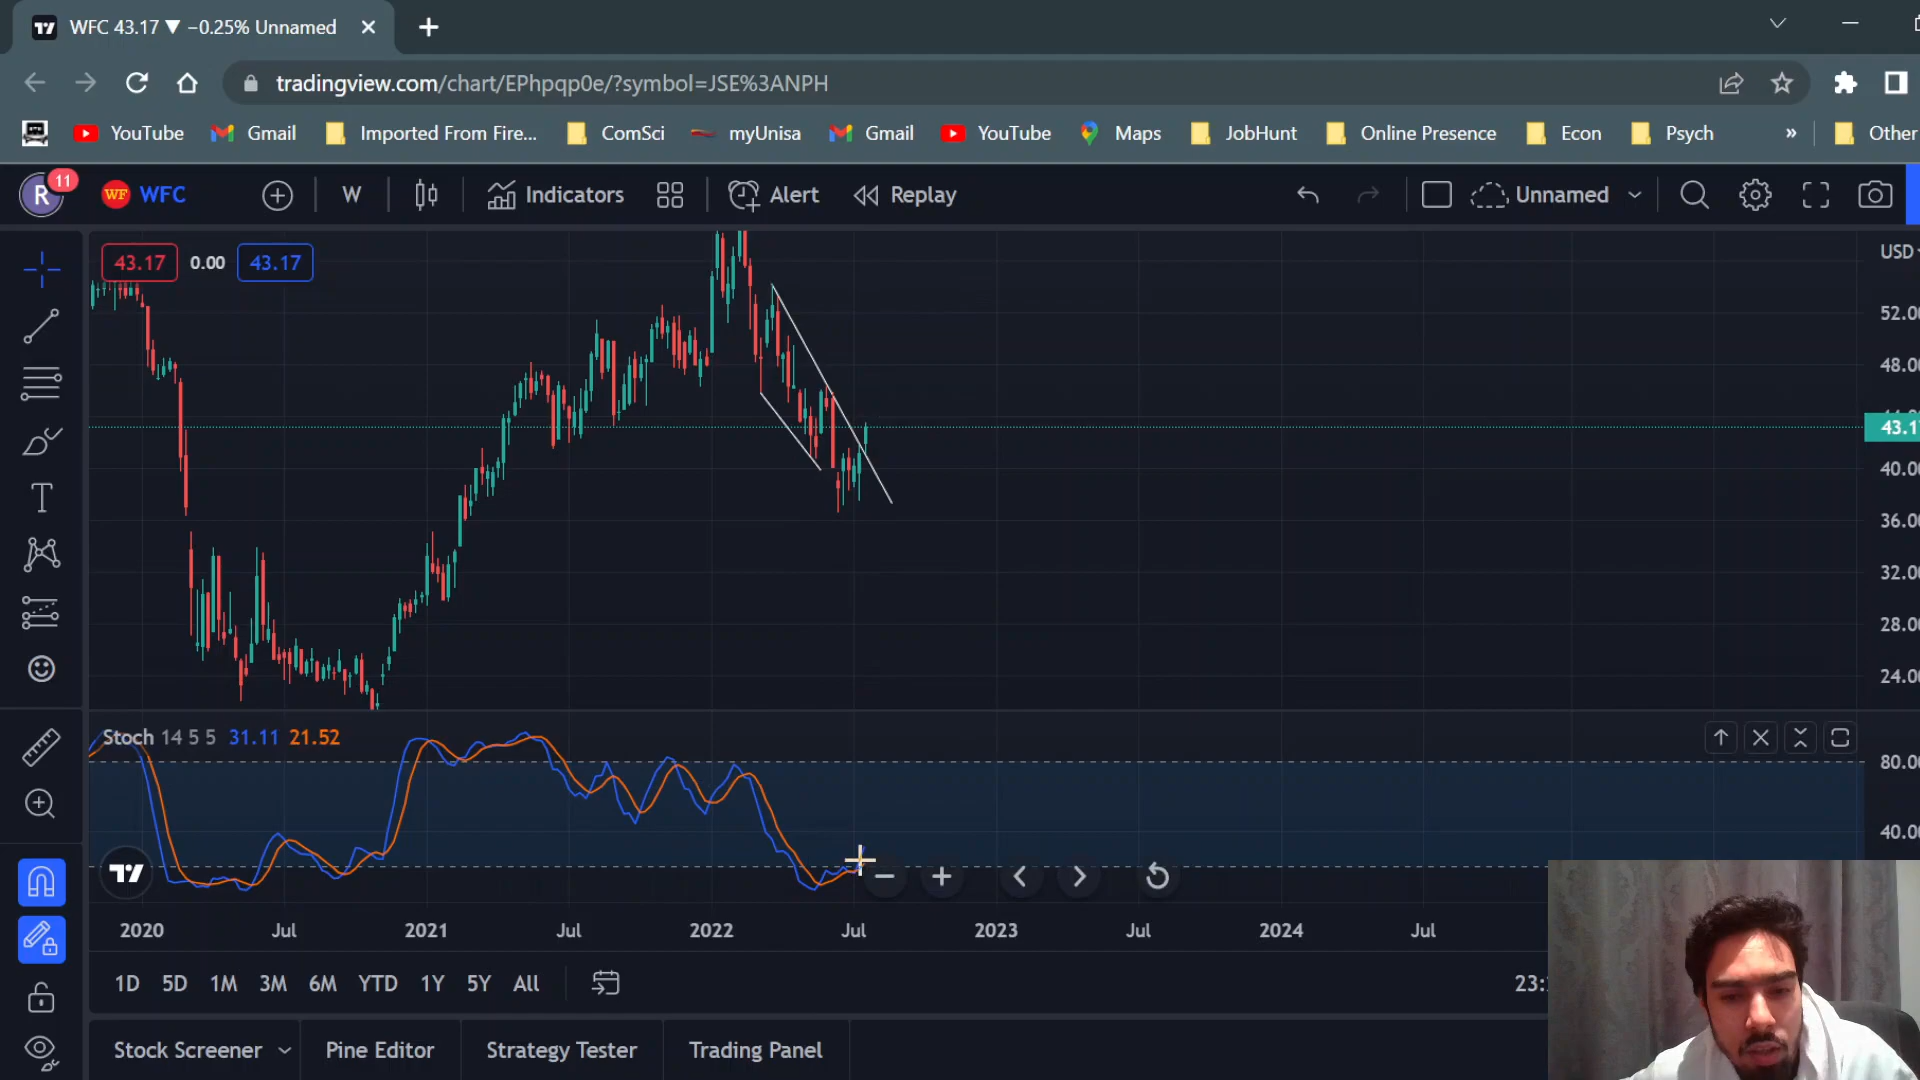 WFC 43.17 ▼ −0.25% Unnamed
tradingview.com/chart/EPhpqp0e/?symbol=JSE%3ANPH
YouTube Gmail Imported From Fire... ComSci myUnisa Gmail YouTube Maps JobHunt Online Presence Econ Psych » Other
R 11 WF WFC W Indicators Alert Replay Unnamed
43.17 0.00 43.17
USD
52.00
48.00
43.17
40.00
36.00
32.00
28.00
24.00
Stoch 14 5 5 31.11 21.52
80.00
40.00
2020 Jul 2021 Jul 2022 Jul 2023 Jul 2024 Jul
1D 5D 1M 3M 6M YTD 1Y 5Y All 23:
Stock Screener Pine Editor Strategy Tester Trading Panel